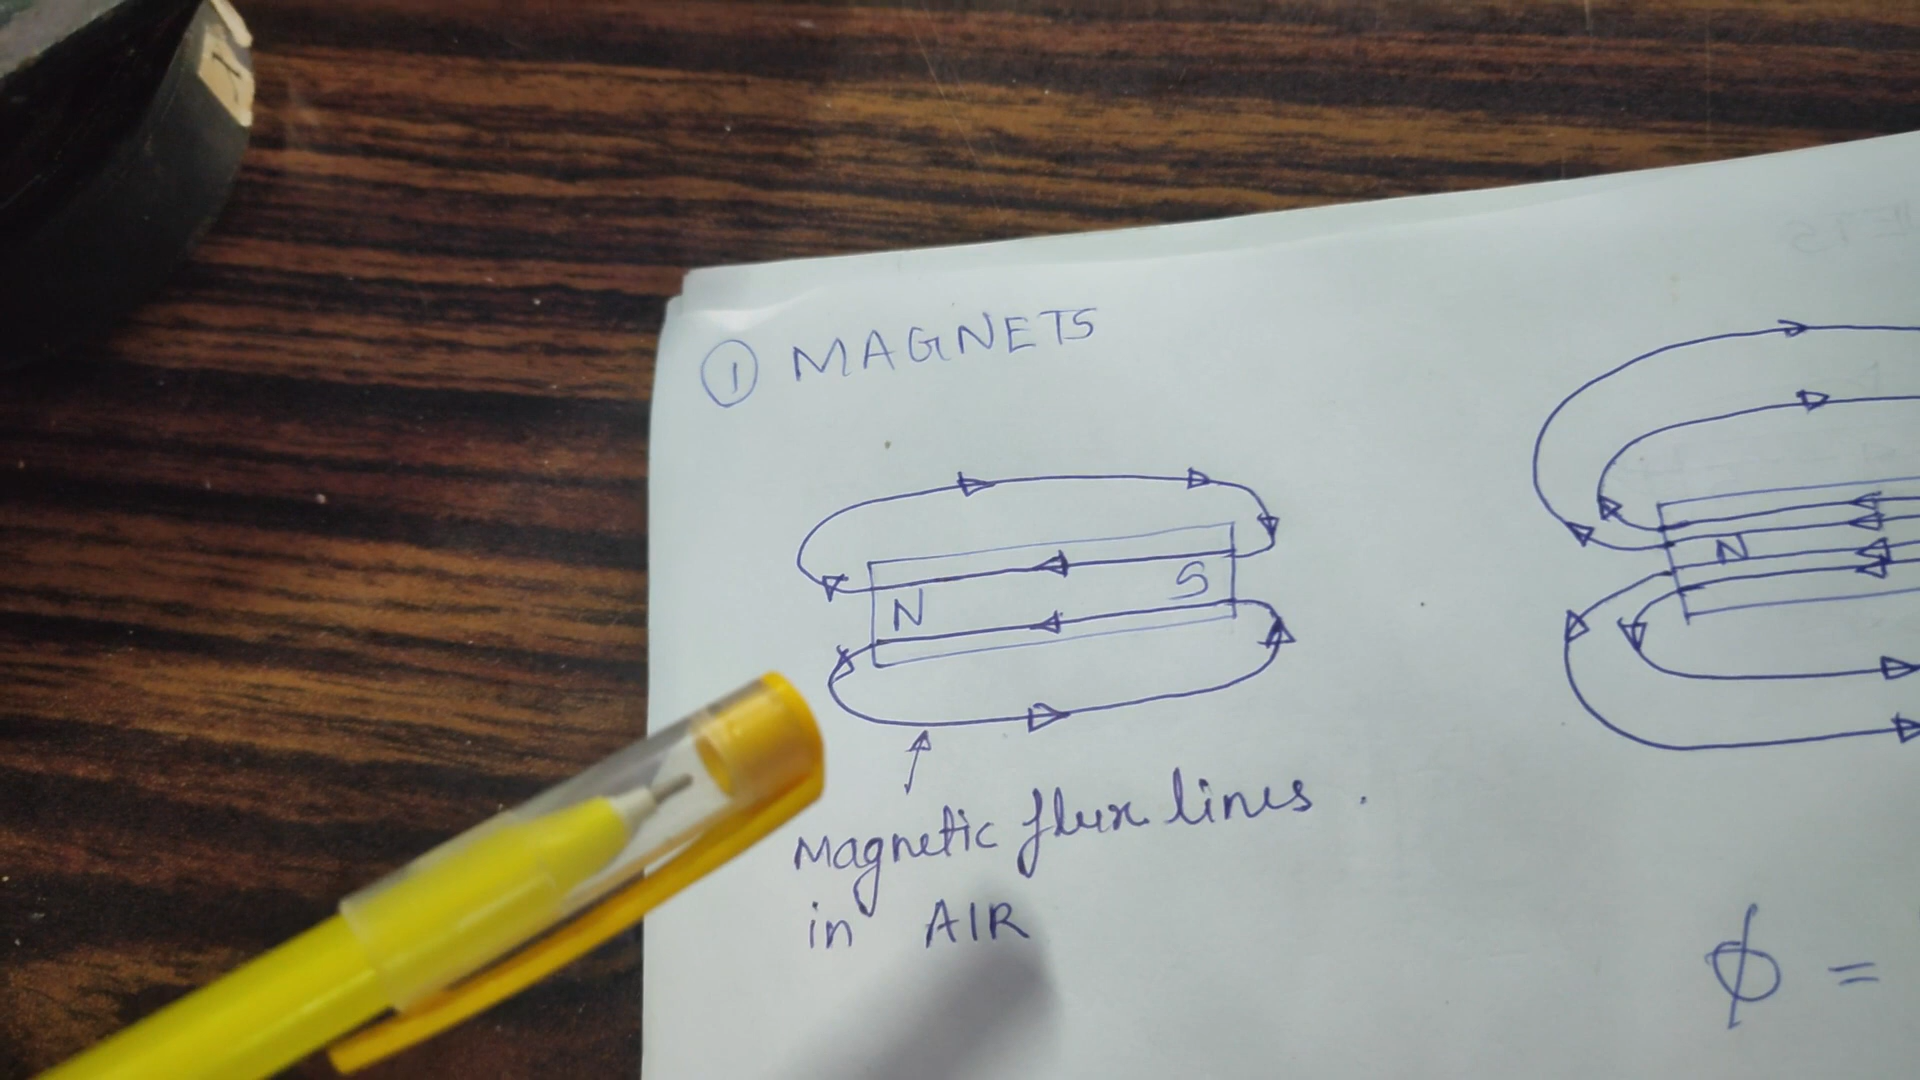 ① MAGNETS
N S
Magnetic flux lines.
in AIR
N
φ =